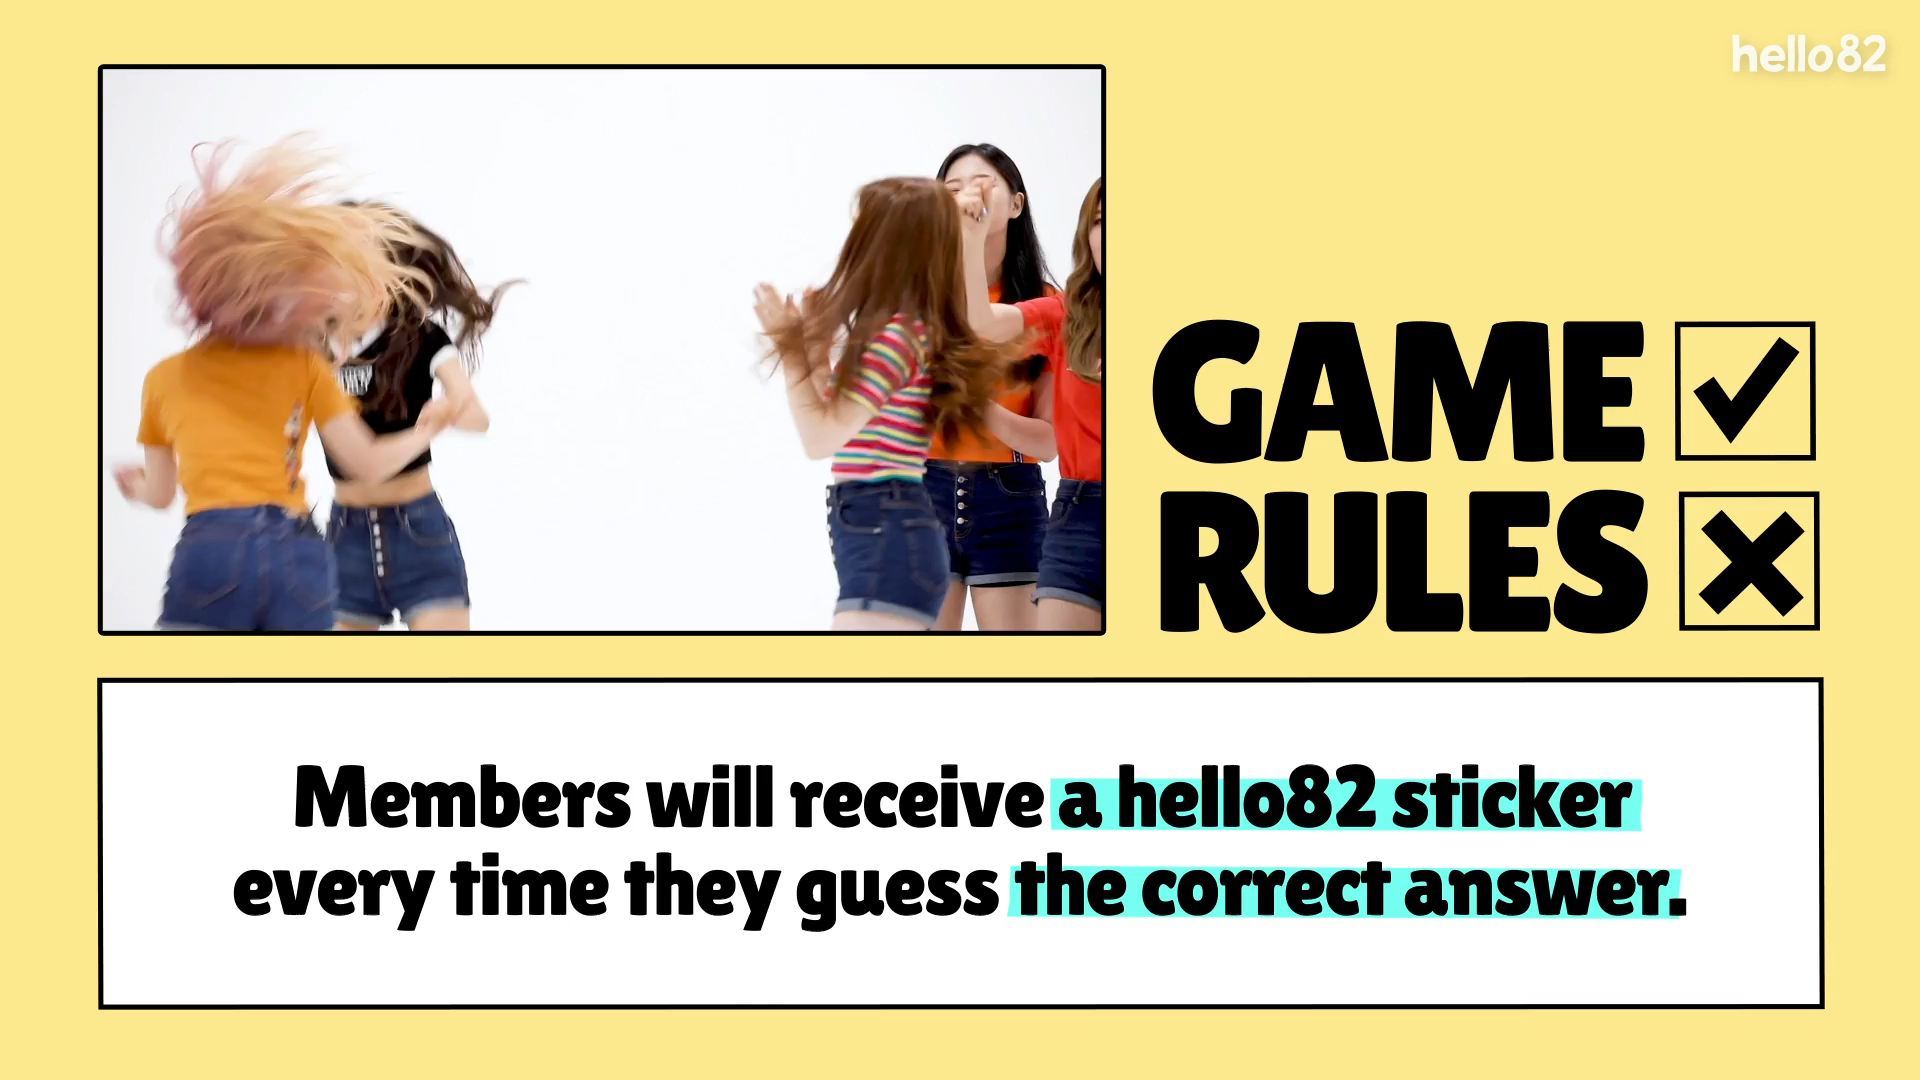 hello82
GAME
RULES
Members will receive a hello82 sticker
every time they guess the correct answer.